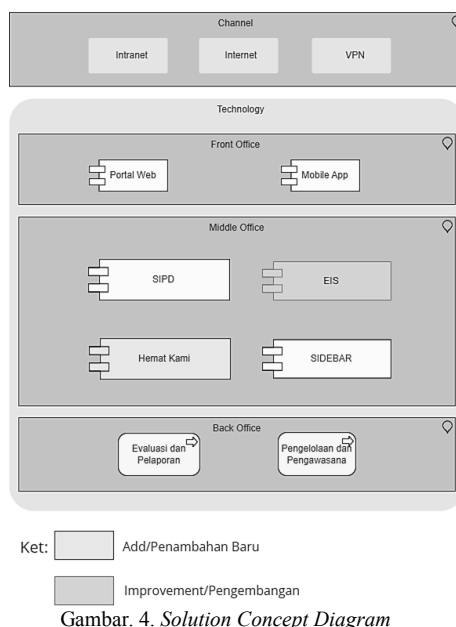 Channel
Intranet
Internet
VPN
Technology
Front Office
Portal Web
Mobile App
Middle Office
SIPD
EIS
Hemat Kami
SIDEBAR
Back Office
Evaluasi dan
Pelaporan
Pengelolaan dan
Pengawasana
Ket:
Add/Penambahan Baru
Improvement/Pengembangan
Gambar. 4. Solution Concept Diagram